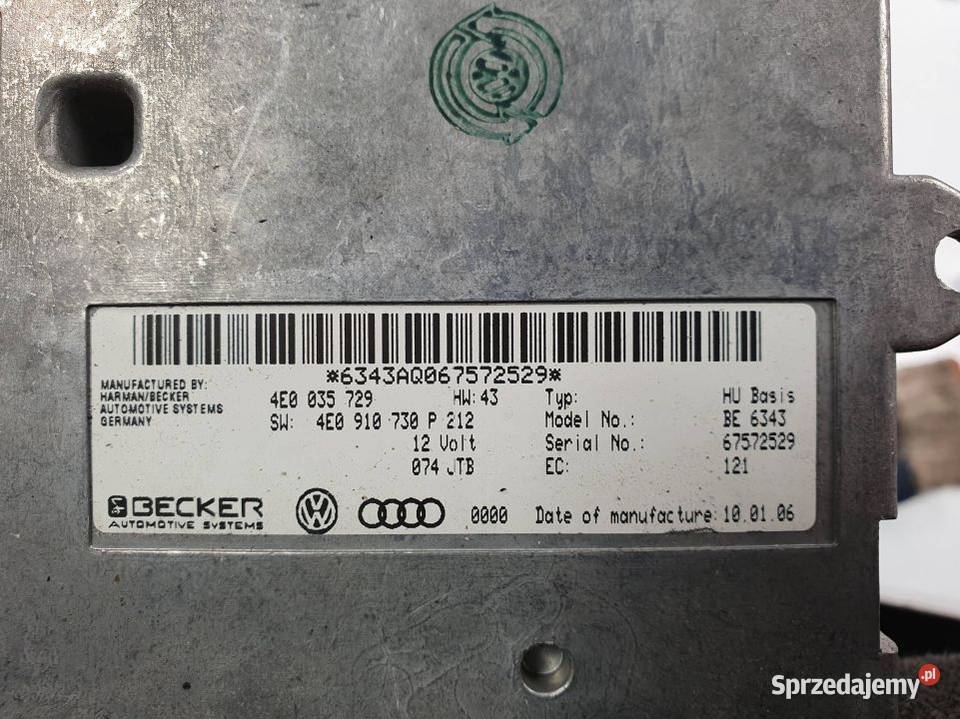 *6343AQ067572529*
MANUFACTURED BY:
HARMAN/BECKER
AUTOMOTIVE SYSTEMS
GERMANY
4E0 035 729 HW:43
SW: 4E0 910 730 P 212
12 Volt
074 JTB
Typ: HU Basis
Model No.: BE 6343
Serial No.: 67572529
EC: 121
BECKER
AUTOMOTIVE SYSTEMS
0000 Date of manufacture: 10.01.06
Sprzedajemy.pl